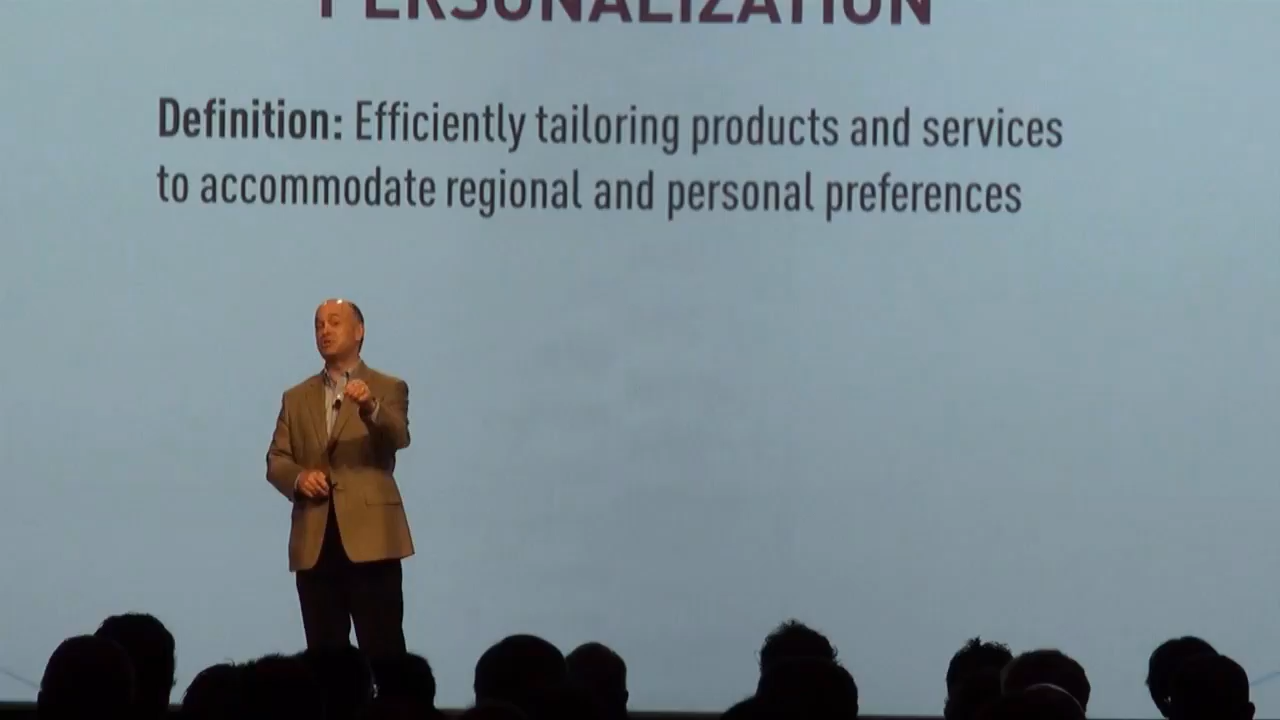 PERSONALIZATION
Definition: Efficiently tailoring products and services
to accommodate regional and personal preferences